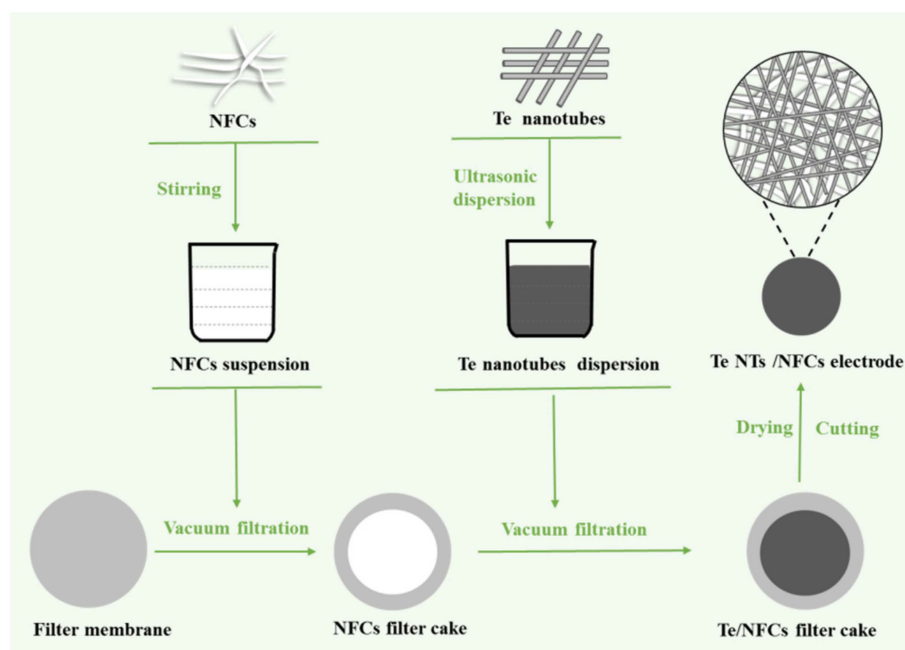 NFCs
Te nanotubes
Stirring
Ultrasonic
dispersion
NFCs suspension
Te nanotubes dispersion
Te NTs /NFCs electrode
Drying
Cutting
Vacuum filtration
Vacuum filtration
Filter membrane
NFCs filter cake
Te/NFCs filter cake